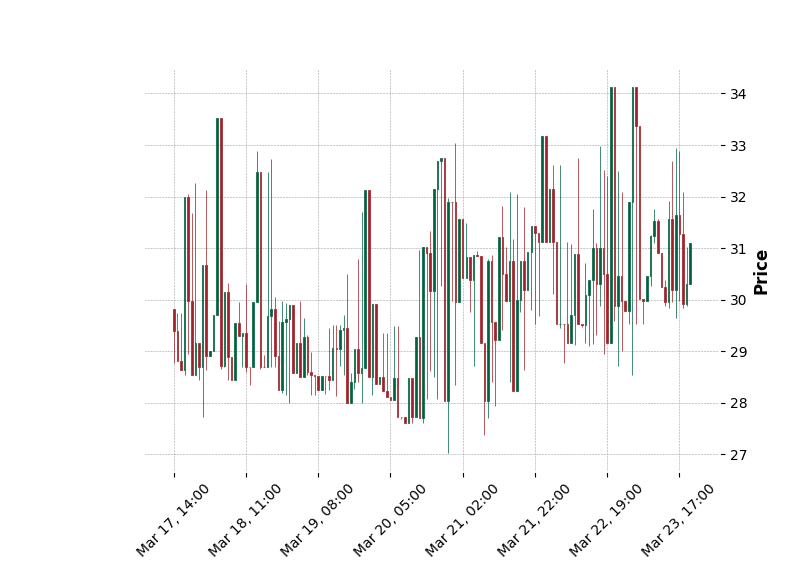 34
33
32
31
30
29
28
27
Price
Mar 17, 14:00
Mar 18, 11:00
Mar 19, 08:00
Mar 20, 05:00
Mar 21, 02:00
Mar 21, 22:00
Mar 22, 19:00
Mar 23, 17:00